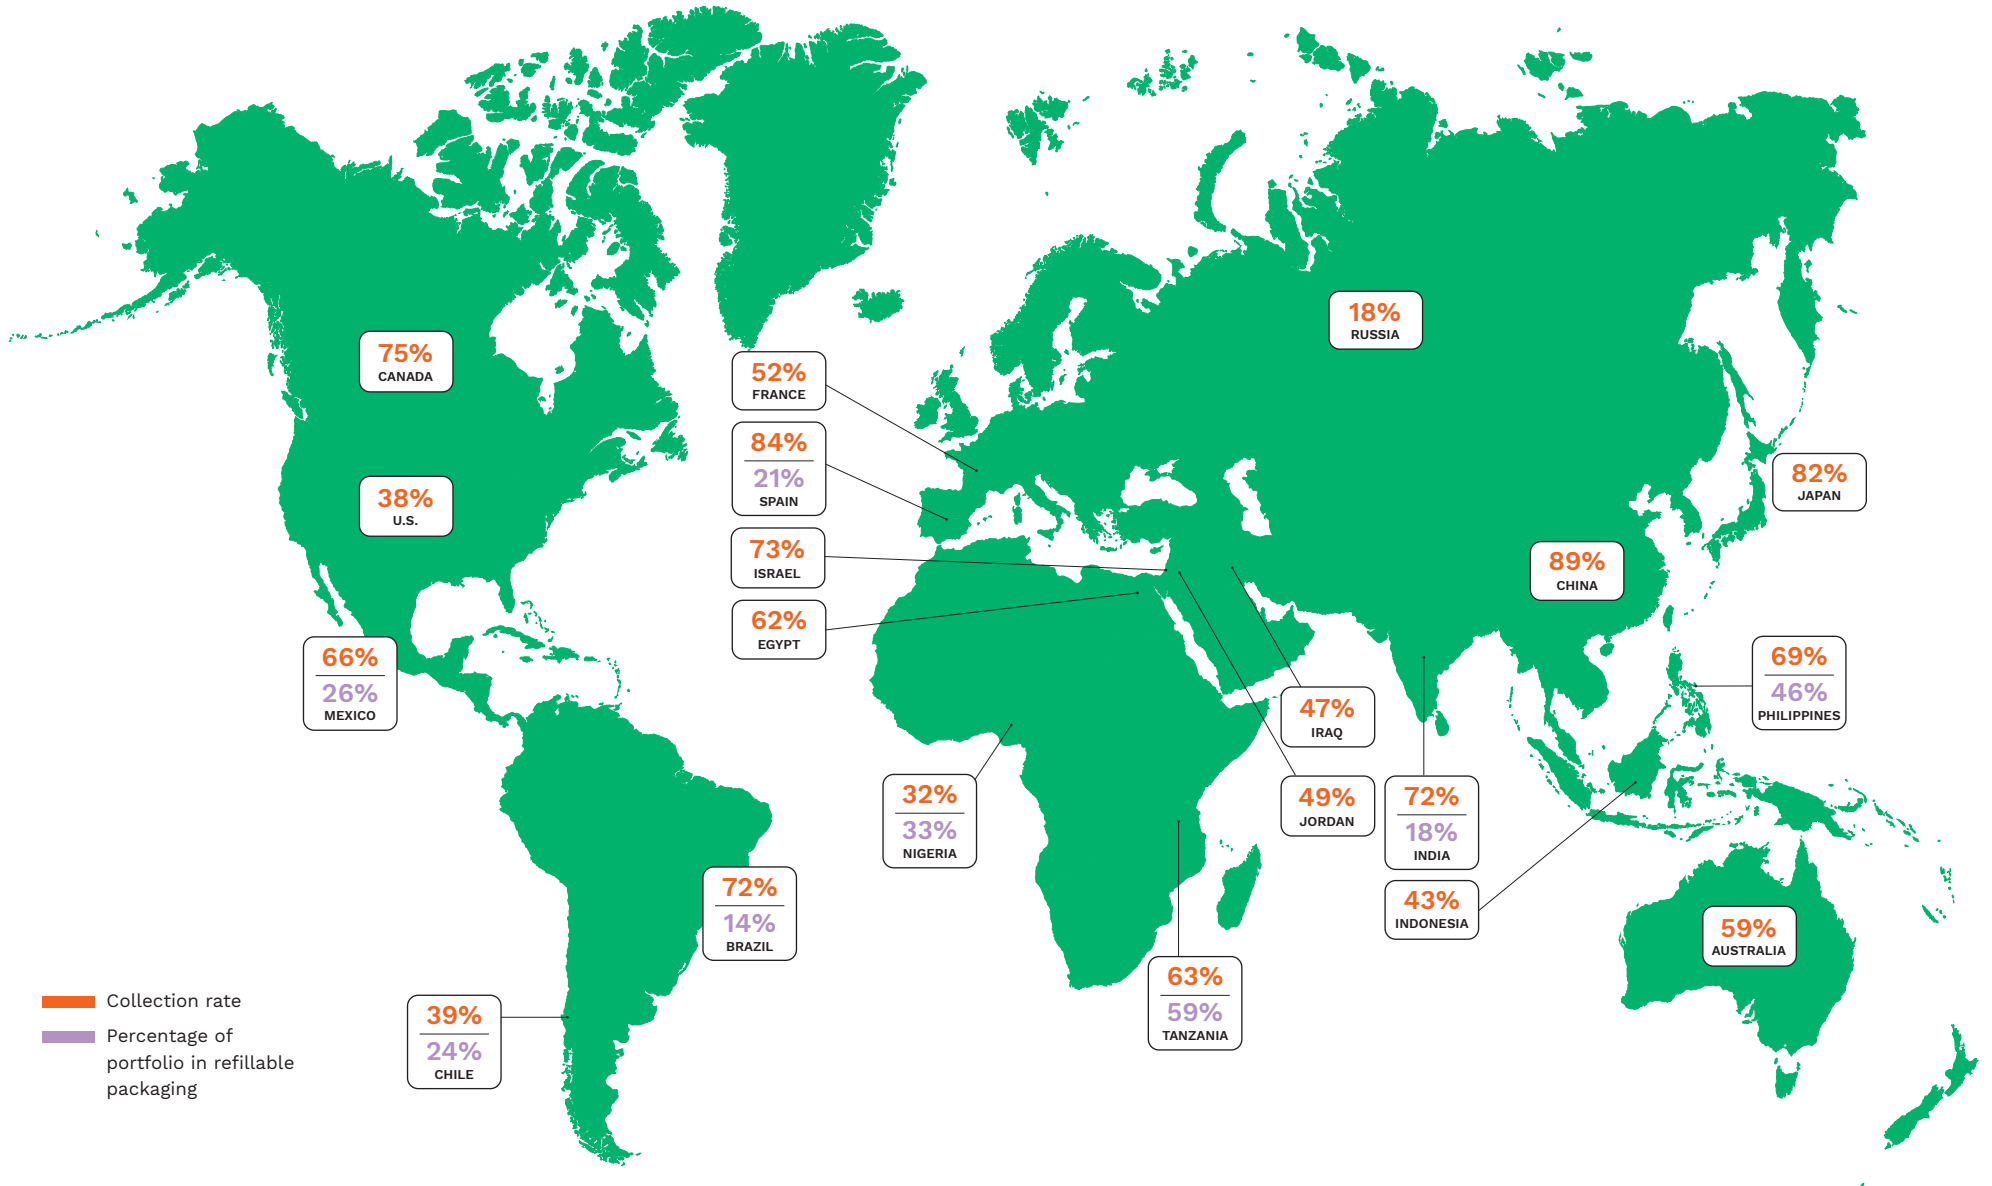 18%
RUSSIA
75%
CANADA
52%
FRANCE
84%
21%
SPAIN
82%
JAPAN
38%
U.S.
73%
ISRAEL
89%
CHINA
62%
EGYPT
66%
26%
MEXICO
69%
46%
PHILIPPINES
47%
IRAQ
32%
33%
NIGERIA
49%
JORDAN
72%
18%
INDIA
72%
14%
BRAZIL
43%
INDONESIA
59%
AUSTRALIA
63%
59%
TANZANIA
39%
24%
CHILE
Collection rate
Percentage of
portfolio in refillable
packaging